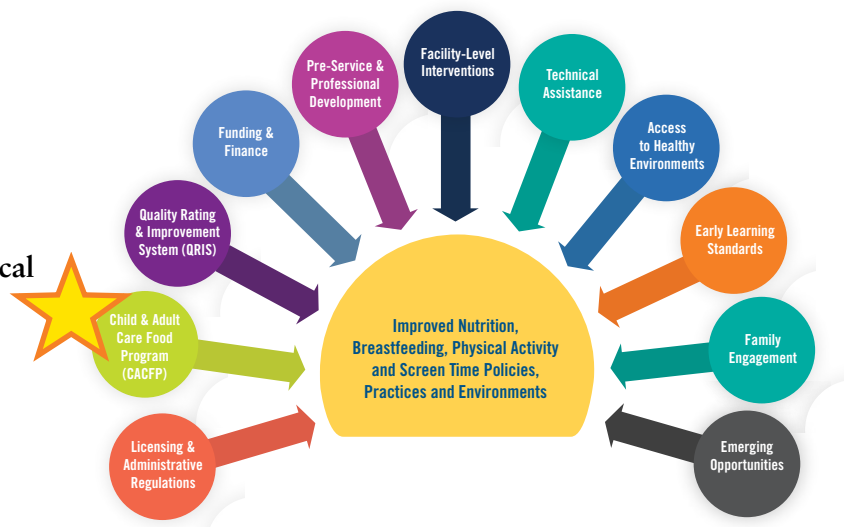 Facility-Level
Interventions
Pre-Service &
Professional
Development
Technical
Assistance
Funding &
Finance
Access
to Healthy
Environments
Quality Rating
& Improvement
System (QRIS)
Early Learning
Standards
cal
Child & Adult
Care Food
Program
(CACFP)
Improved Nutrition,
Breastfeeding, Physical Activity
and Screen Time Policies,
Practices and Environments
Family
Engagement
Licensing &
Administrative
Regulations
Emerging
Opportunities